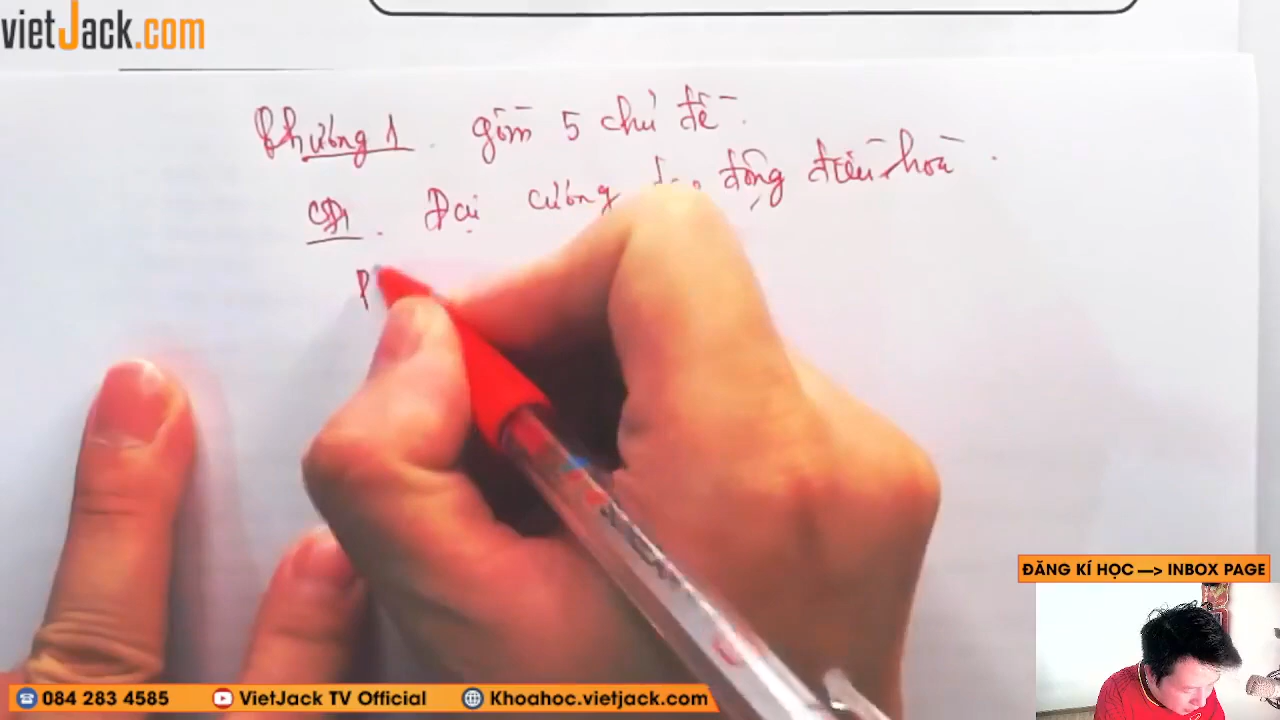 vietJack.com
Chương 1. gồm 5 chủ đề.
CĐ1. Đại cương động điều hoà.
P
ĐĂNG KÍ HỌC —> INBOX PAGE
084 283 4585 VietJack TV Official Khoahoc.vietjack.com